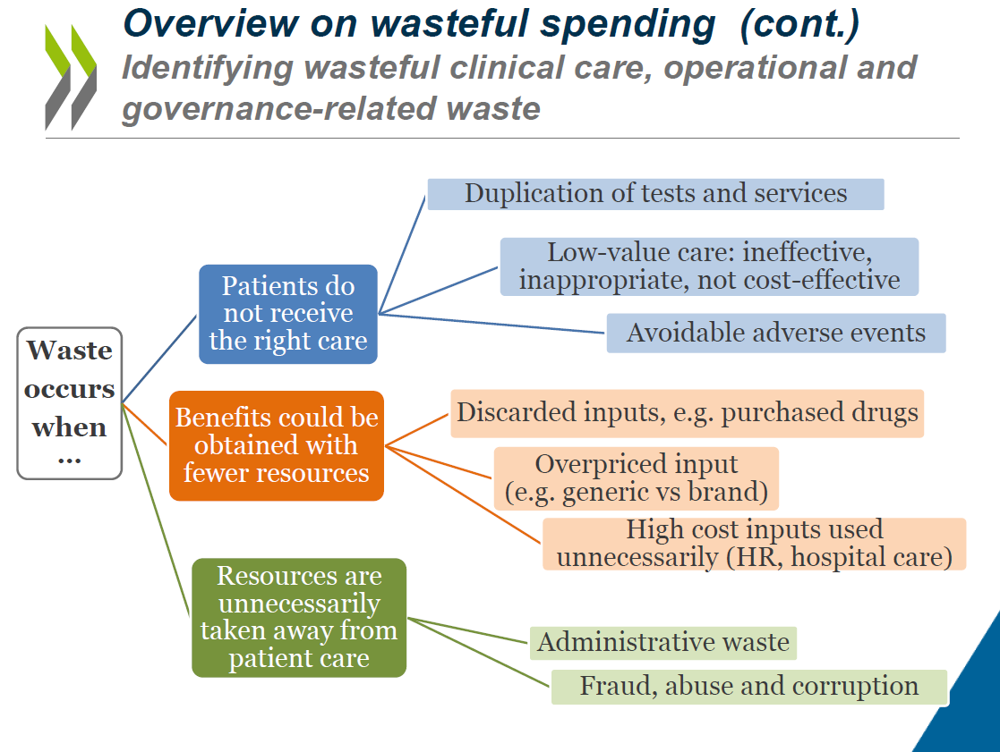 Overview on wasteful spending (cont.)
Identifying wasteful clinical care, operational and
governance-related waste
Waste
occurs
when
...
Patients do
not receive
the right care
Duplication of tests and services
Low-value care: ineffective,
inappropriate, not cost-effective
Avoidable adverse events
Benefits could be
obtained with
fewer resources
Discarded inputs, e.g. purchased drugs
Overpriced input
(e.g. generic vs brand)
High cost inputs used
unnecessarily (HR, hospital care)
Resources are
unnecessarily
taken away from
patient care
Administrative waste
Fraud, abuse and corruption